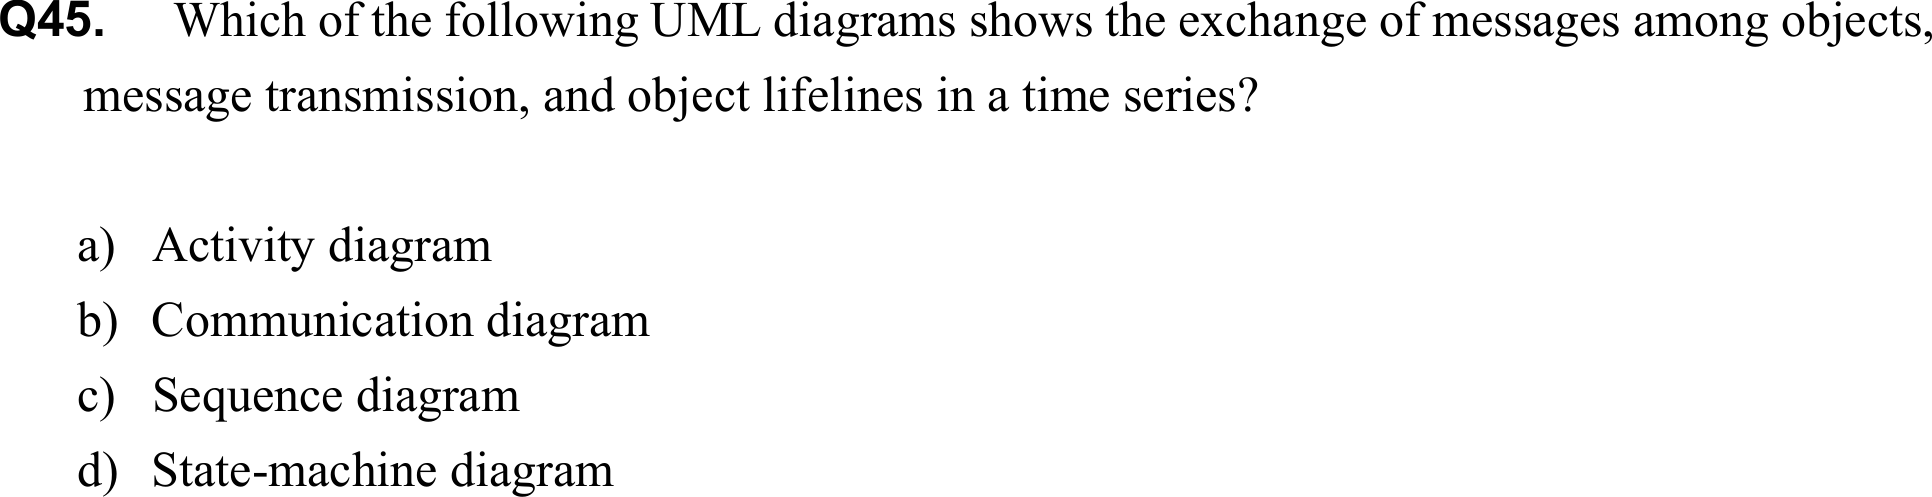 Q45. Which of the following UML diagrams shows the exchange of messages among objects,
message transmission, and object lifelines in a time series?
a) Activity diagram
b) Communication diagram
c) Sequence diagram
d) State-machine diagram